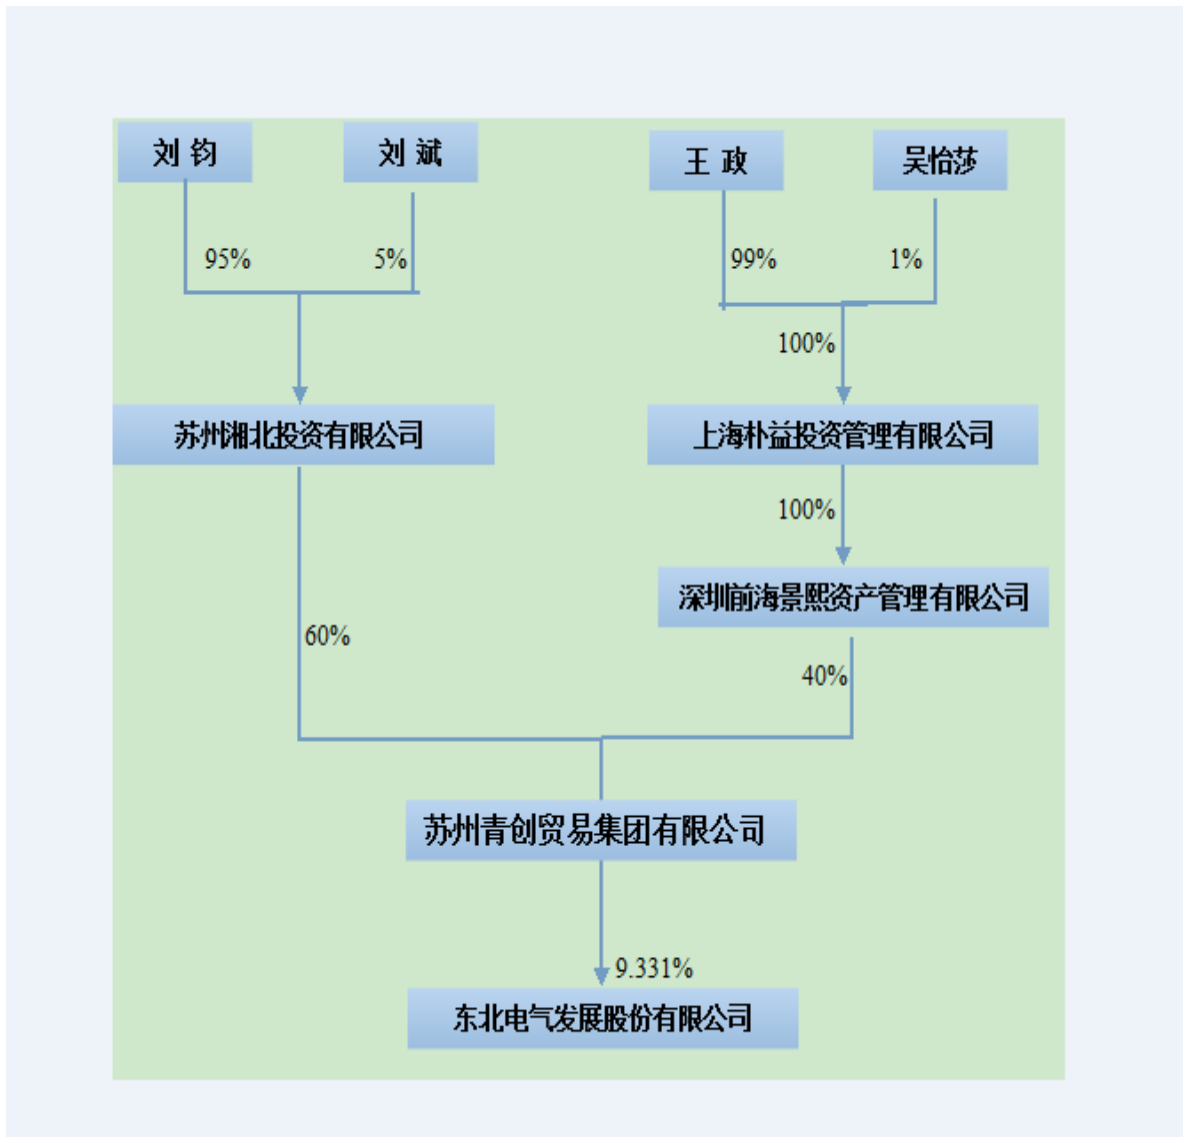 刘 钧
刘 斌
王 政
吴怡莎
95%
5%
99%
1%
100%
苏州湘北投资有限公司
上海朴益投资管理有限公司
100%
深圳前海景熙资产管理有限公司
60%
40%
苏州青创贸易集团有限公司
9.331%
东北电气发展股份有限公司